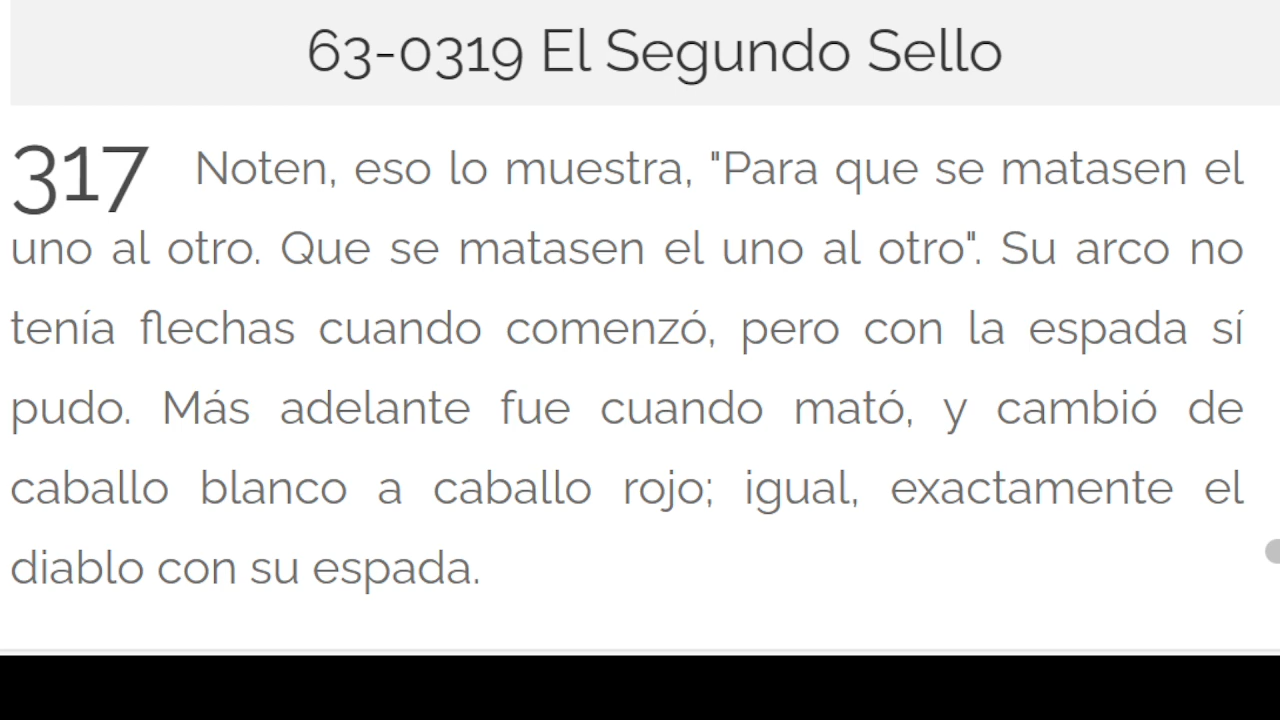 63-0319 El Segundo Sello
317 Noten, eso lo muestra, "Para que se matasen el
uno al otro. Que se matasen el uno al otro". Su arco no
tenía flechas cuando comenzó, pero con la espada sí
pudo. Más adelante fue cuando mató, y cambió de
caballo blanco a caballo rojo; igual, exactamente el
diablo con su espada.